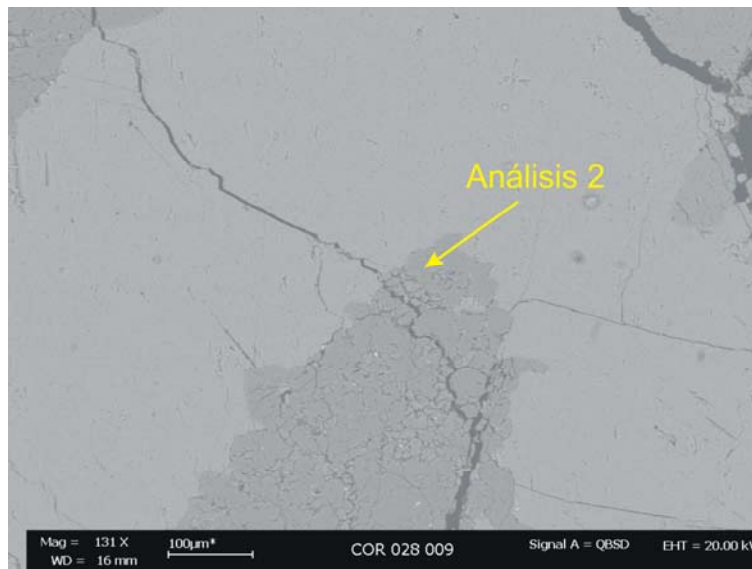 Análisis 2
Mag = 131 X 100µm* COR 028 009 Signal A = QBSD EHT = 20.00 kV
WD = 16 mm